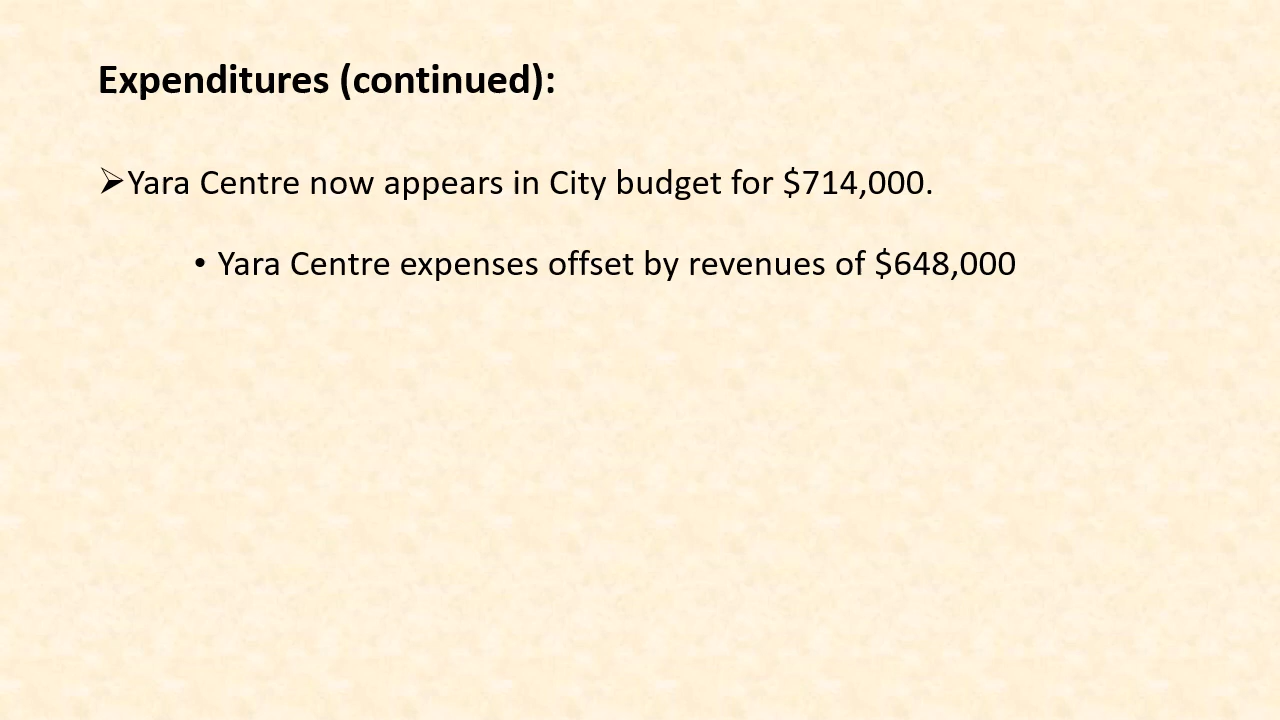 Expenditures (continued):
➢Yara Centre now appears in City budget for $714,000.
• Yara Centre expenses offset by revenues of $648,000